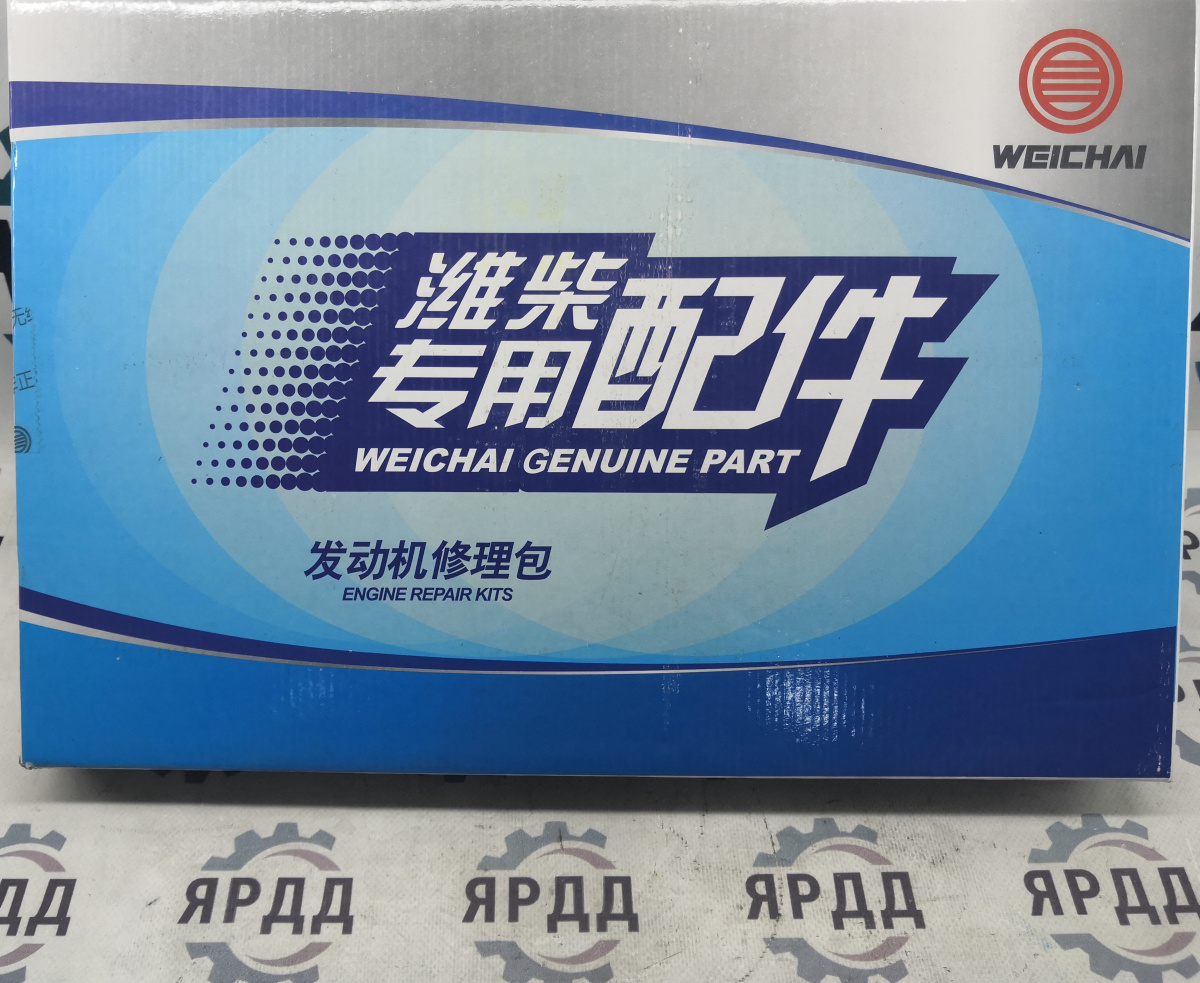 WEICHAI
潍柴
专用配件
WEICHAI GENUINE PART
发动机修理包
ENGINE REPAIR KITS
ЯРДД ЯРДД ЯРДД ЯРДД